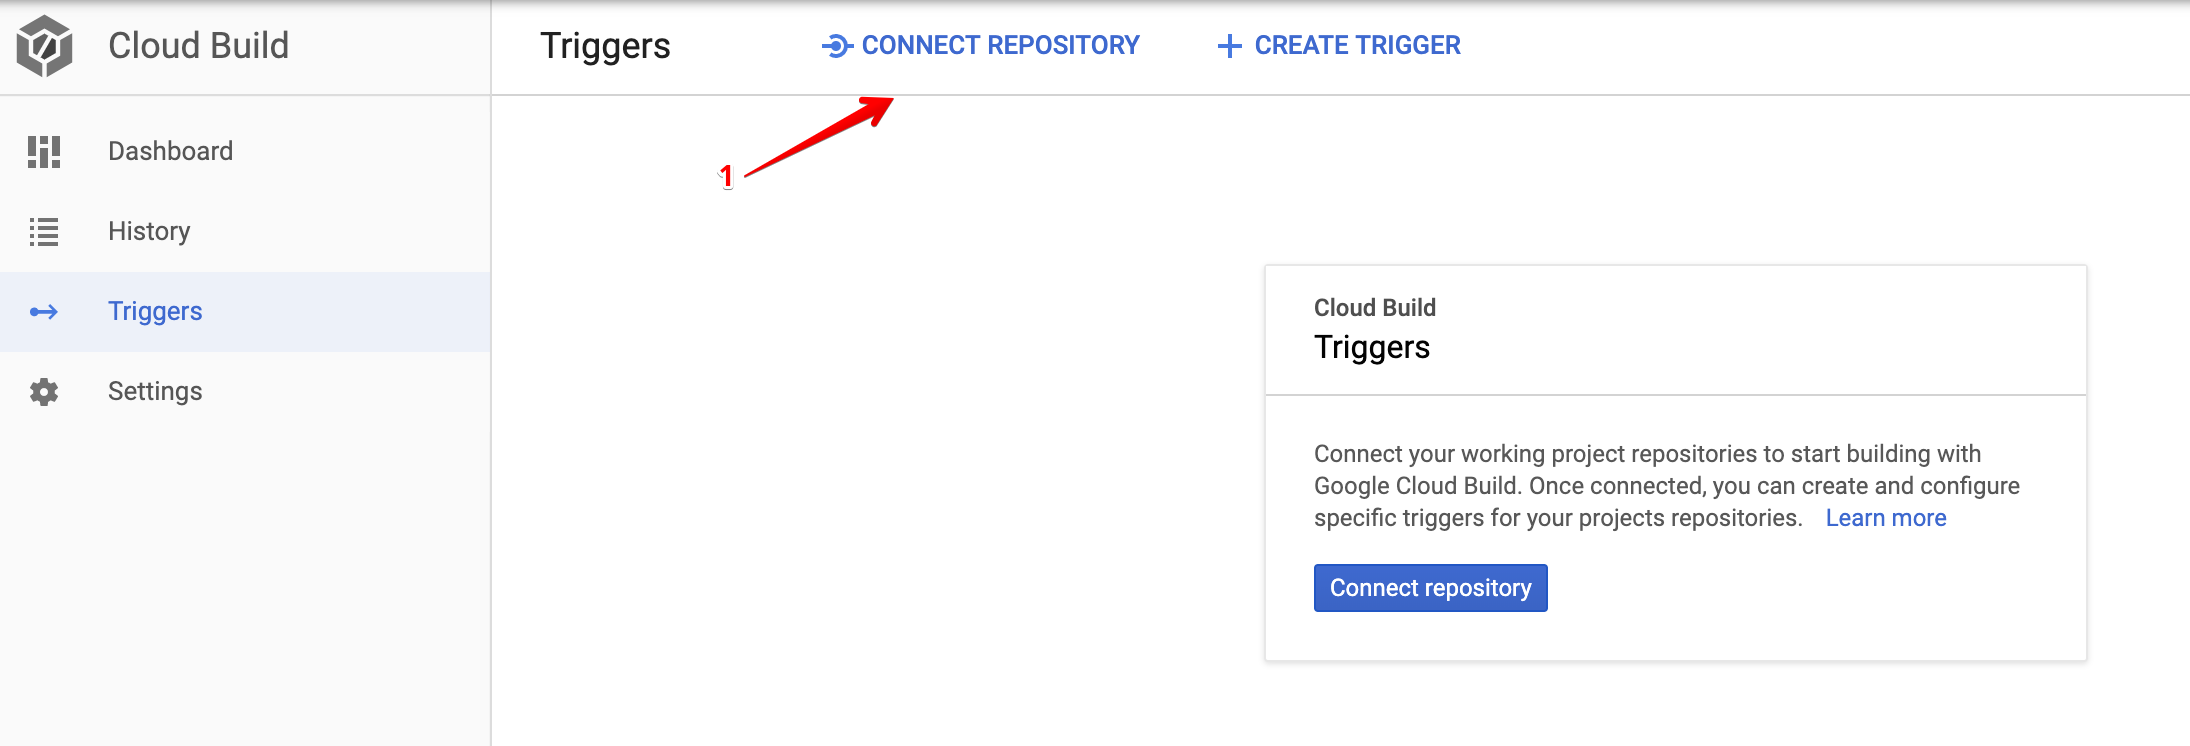 Cloud Build
Triggers
CONNECT REPOSITORY
CREATE TRIGGER
Dashboard
History
Triggers
Settings
1
Cloud Build
Triggers
Connect your working project repositories to start building with
Google Cloud Build. Once connected, you can create and configure
specific triggers for your projects repositories. Learn more
Connect repository